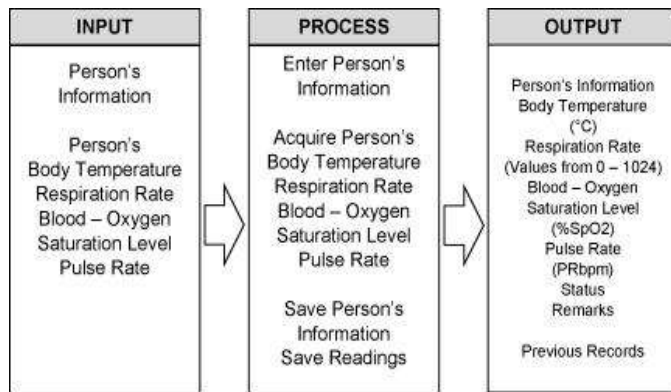 INPUT
Person's
Information
Person's
Body Temperature
Respiration Rate
Blood – Oxygen
Saturation Level
Pulse Rate
PROCESS
Enter Person's
Information
Acquire Person's
Body Temperature
Respiration Rate
Blood – Oxygen
Saturation Level
Pulse Rate
Save Person's
Information
Save Readings
OUTPUT
Person's Information
Body Temperature
(°C)
Respiration Rate
(Values from 0 – 1024)
Blood – Oxygen
Saturation Level
(%SpO2)
Pulse Rate
(PRbpm)
Status
Remarks
Previous Records